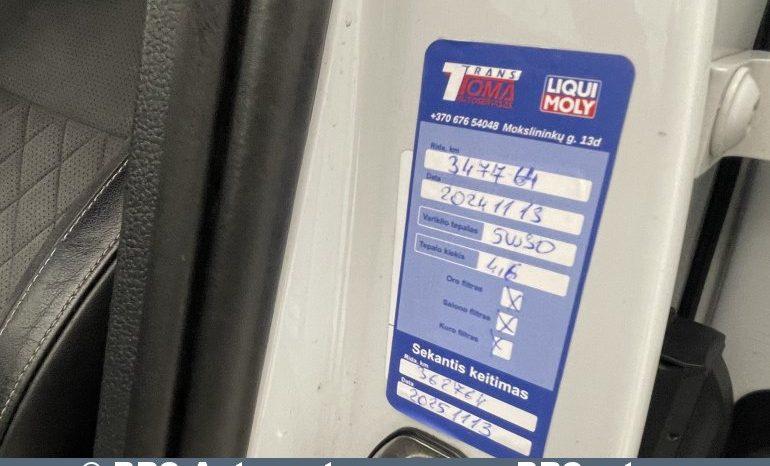 TRANS
TOMA
AUTOSERVISAS
LIQUI
MOLY
+370 676 54048 Mokslininkų g. 13d
Rida, km
347764
Data
20241113
Variklio tepalas
5W30
Tepalo kiekis
4,6
Oro filtras
X
Salono filtras
X
Kuro filtras
X
Sekantis keitimas
Rida, km
362764
Data
20251113